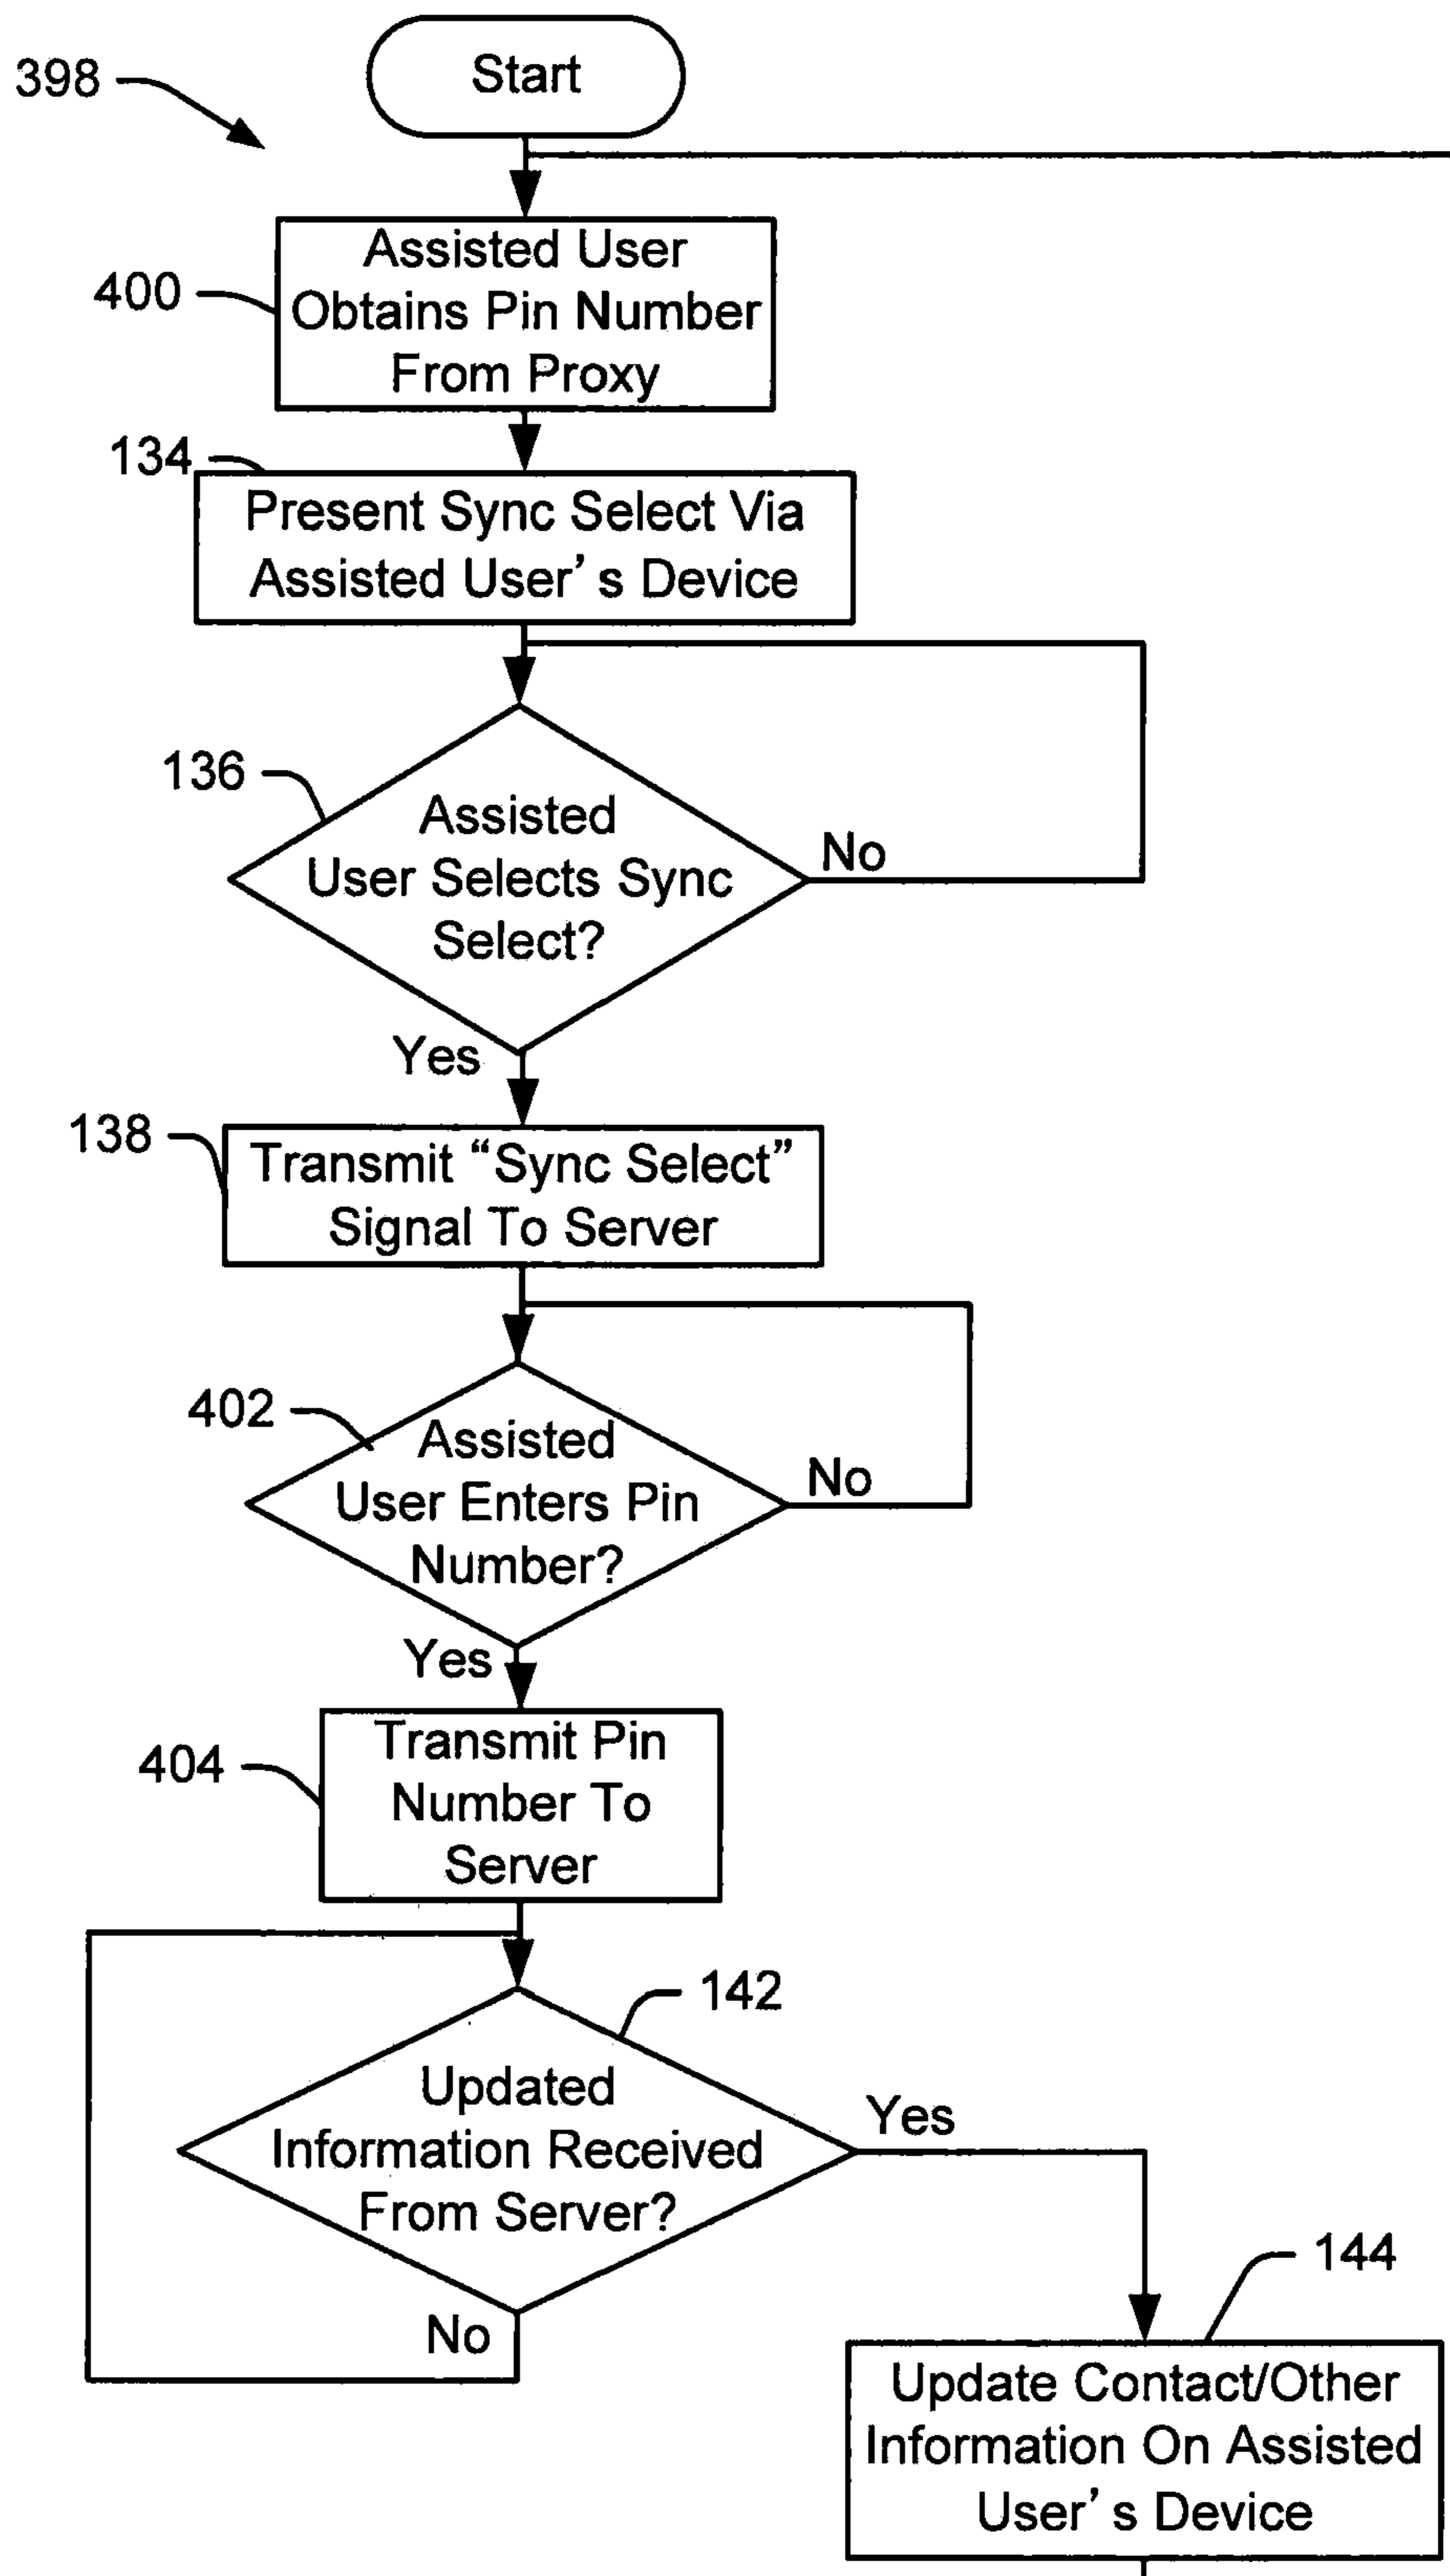 Start
398
Assisted User
Obtains Pin Number
From Proxy
400
134
Present Sync Select Via
Assisted User's Device
136
Assisted
User Selects Sync
Select?
No
Yes
138
Transmit “Sync Select”
Signal To Server
402
Assisted
User Enters Pin
Number?
No
Yes
404
Transmit Pin
Number To
Server
142
Updated
Information Received
From Server?
Yes
No
144
Update Contact/Other
Information On Assisted
User's Device